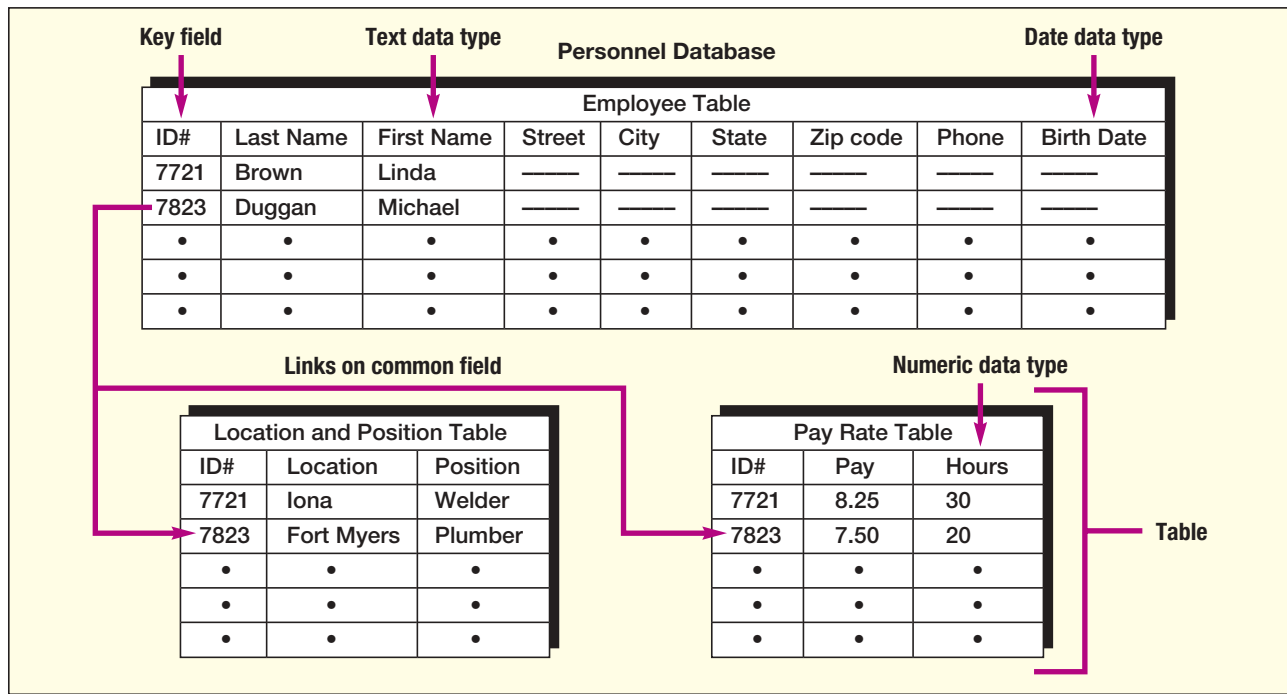 Key field Text data type Date data type
Personnel Database
Employee Table
ID# Last Name First Name Street City State Zip code Phone Birth Date
7721 Brown Linda ——— ——— ——— ——— ——— ———
7823 Duggan Michael ——— ——— ——— ——— ——— ———
• • • • • • • • •
• • • • • • • • •
• • • • • • • • •
Links on common field Numeric data type
Location and Position Table
ID# Location Position
7721 Iona Welder
7823 Fort Myers Plumber
• • •
• • •
• • •
Pay Rate Table
ID# Pay Hours
7721 8.25 30
7823 7.50 20
• • •
• • •
• • •
Table